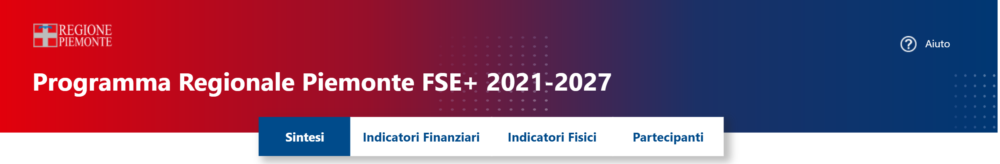 REGIONE
PIEMONTE
Aiuto
Programma Regionale Piemonte FSE+ 2021-2027
Sintesi
Indicatori Finanziari
Indicatori Fisici
Partecipanti